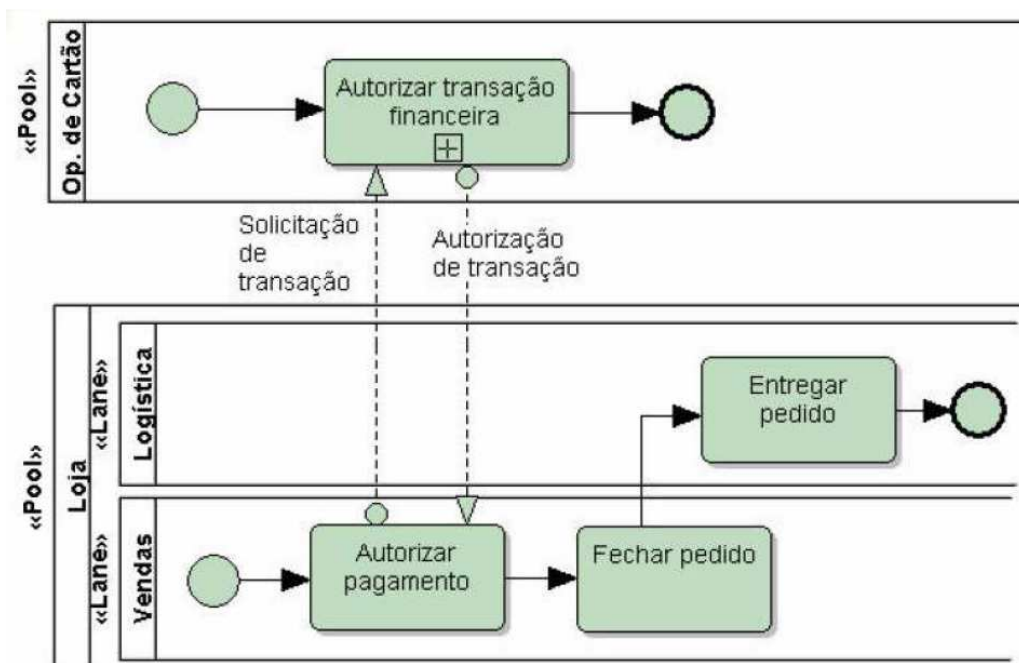 «Pool»
Op. de Cartão
Autorizar transação
financeira
Solicitação
de
transação
Autorização
de transação
«Pool»
Loja
«Lane»
Logística
Entregar
pedido
«Lane»
Vendas
Autorizar
pagamento
Fechar pedido